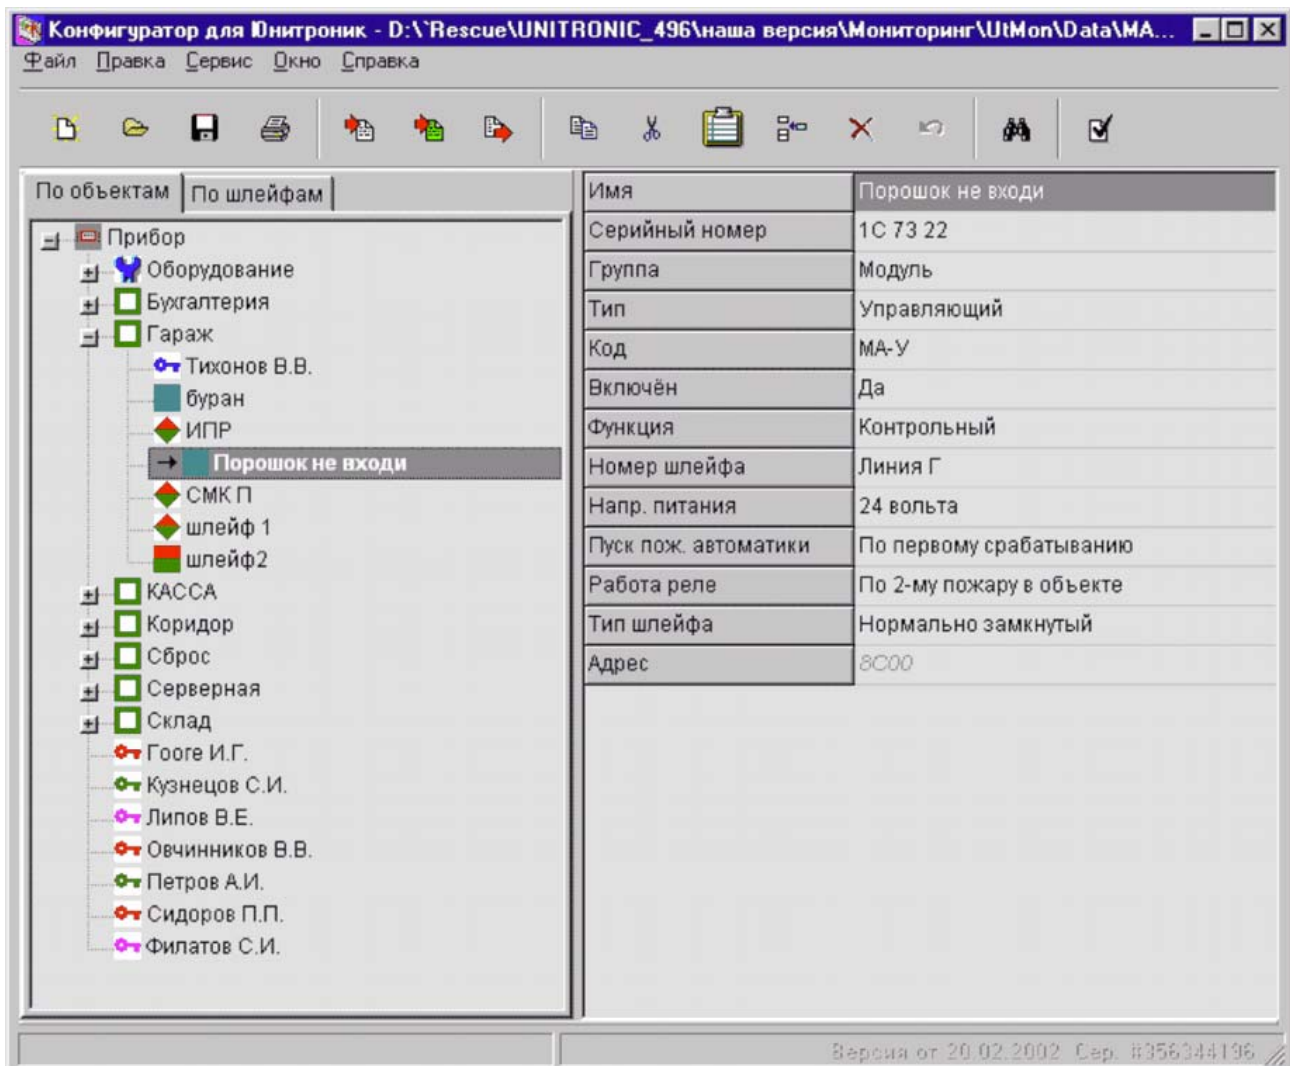 Конфигуратор для Юнитроник - D:\`Rescue\UNITRONIC_496\наша версия\Мониторинг\UtMon\Data\MA...
Файл Правка Сервис Окно Справка
По объектам По шлейфам
Прибор
Оборудование
Бухгалтерия
Гараж
Тихонов В.В.
буран
ИПР
Порошок не входи
СМК П
шлейф 1
шлейф2
КАССА
Коридор
Сброс
Серверная
Склад
Гооге И.Г.
Кузнецов С.И.
Липов В.Е.
Овчинников В.В.
Петров А.И.
Сидоров П.П.
Филатов С.И.
Имя Порошок не входи
Серийный номер 1C 73 22
Группа Модуль
Тип Управляющий
Код МА-У
Включён Да
Функция Контрольный
Номер шлейфа Линия Г
Напр. питания 24 вольта
Пуск пож. автоматики По первому срабатыванию
Работа реле По 2-му пожару в объекте
Тип шлейфа Нормально замкнутый
Адрес 8C00
Версия от 20.02.2002 Сер. #356344196